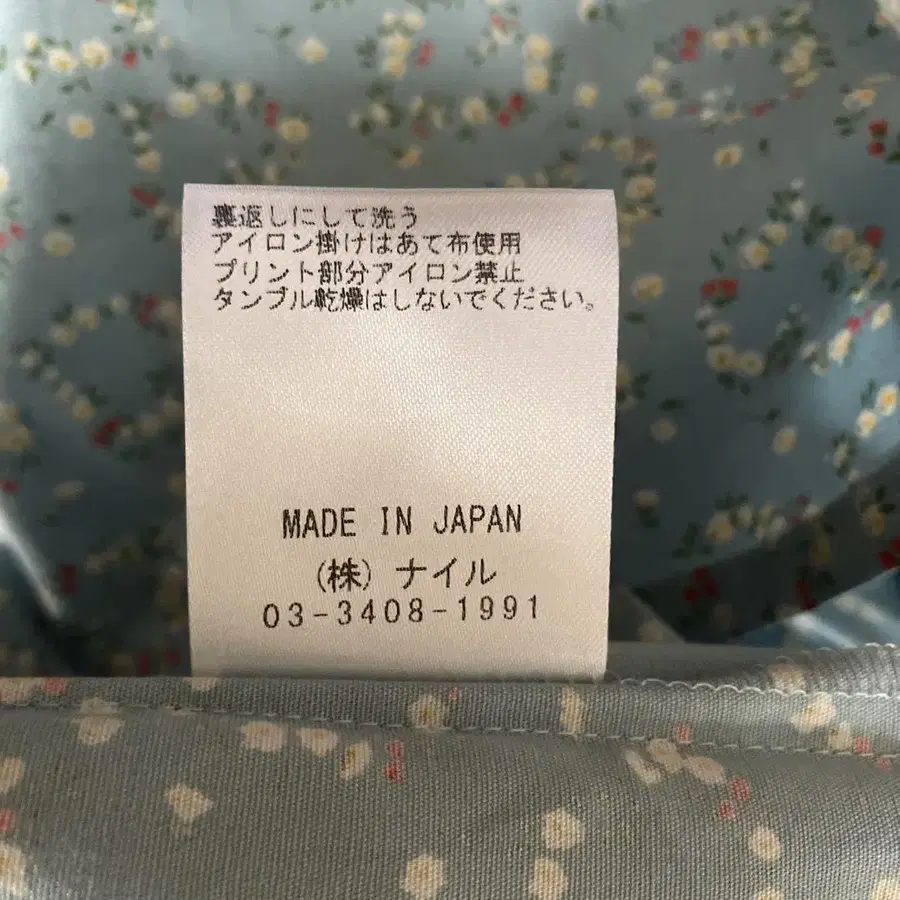 裏返しにして洗う
アイロン掛けはあて布使用
プリント部分アイロン禁止
タンブル乾燥はしないでください。
MADE IN JAPAN
(株) ナイル
03-3408-1991